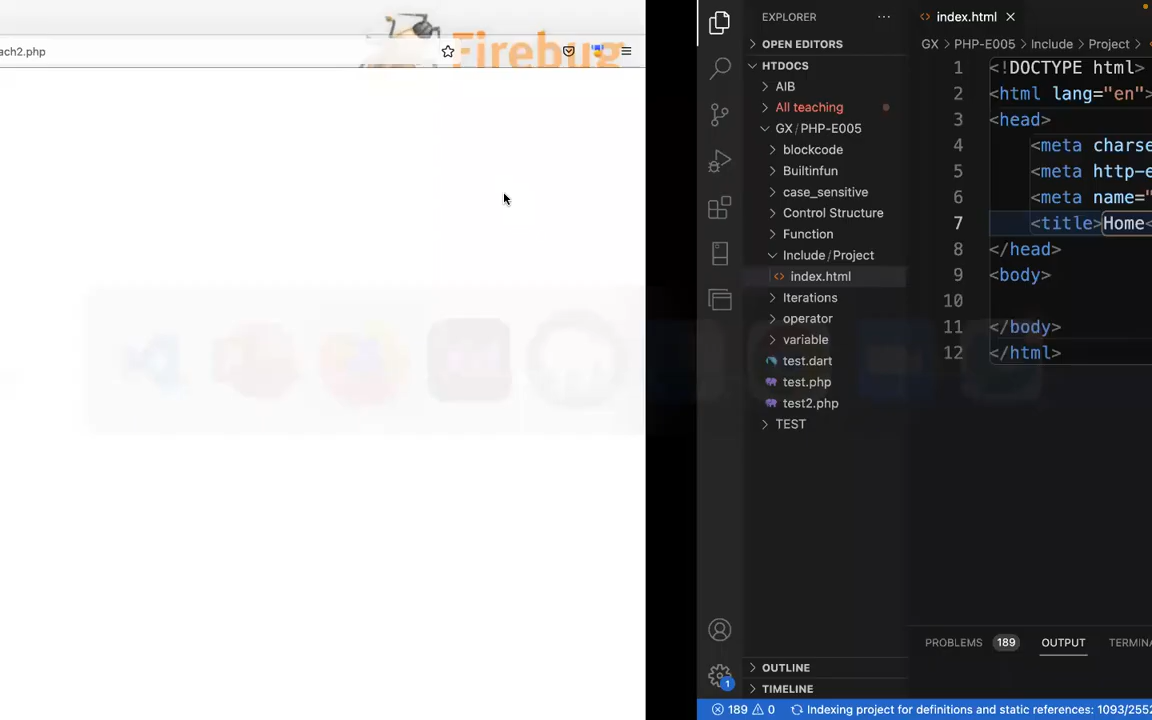 Firebug
ach2.php
EXPLORER
index.html
OPEN EDITORS
GX
PHP-E005
Include
Project
HTDOCS
AIB
All teaching
GX / PHP-E005
blockcode
Builtinfun
case_sensitive
Control Structure
Function
Include / Project
index.html
Iterations
operator
variable
test.dart
test.php
test2.php
TEST
1 <!DOCTYPE html>
2 <html lang="en">
3 <head>
4 <meta charse
5 <meta http-e
6 <meta name="
7 <title>Home<
8 </head>
9 <body>
10
11 </body>
12 </html>
PROBLEMS 189 OUTPUT TERMINA
OUTLINE
TIMELINE
1
189 0 Indexing project for definitions and static references: 1093/2552